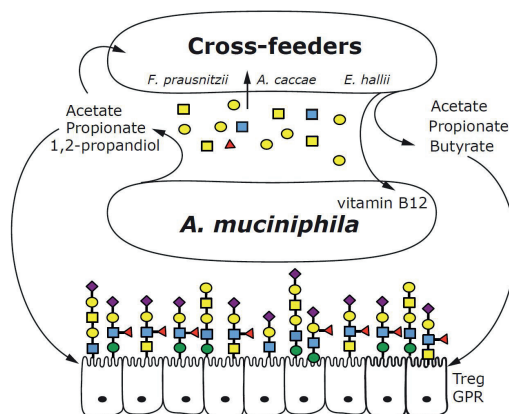 Cross-feeders
F. prausnitzii A. caccae E. hallii
Acetate
Propionate
1,2-propandiol
Acetate
Propionate
Butyrate
vitamin B12
A. muciniphila
Treg
GPR